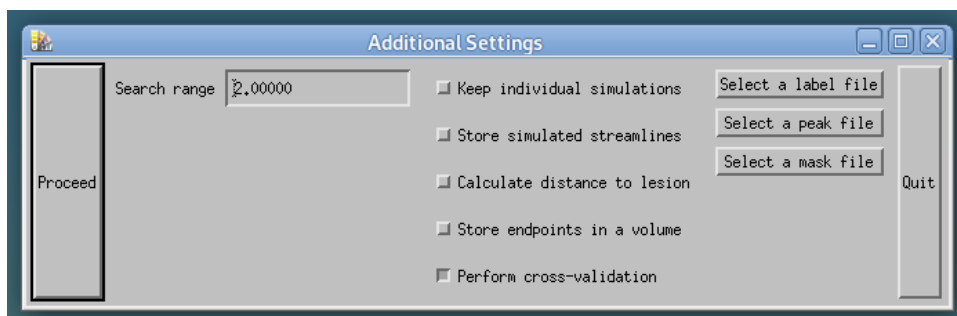 Additional Settings
Proceed
Search range 2.00000
Keep individual simulations
Store simulated streamlines
Calculate distance to lesion
Store endpoints in a volume
Perform cross-validation
Select a label file
Select a peak file
Select a mask file
Quit